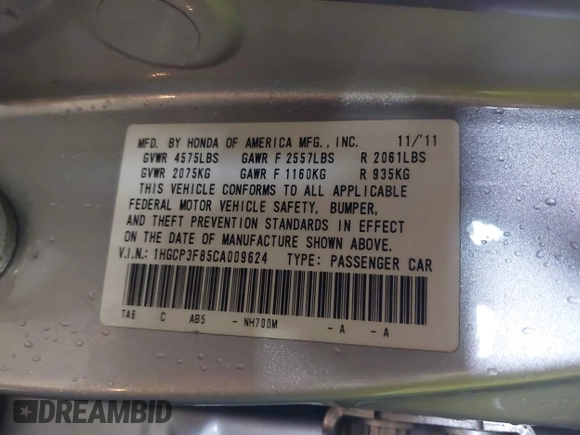 MFD. BY HONDA OF AMERICA MFG., INC. 11/'11
GVWR 4575LBS GAWR F 2557LBS R 2061LBS
GVWR 2075KG GAWR F 1160KG R 935KG
THIS VEHICLE CONFORMS TO ALL APPLICABLE
FEDERAL MOTOR VEHICLE SAFETY, BUMPER,
AND THEFT PREVENTION STANDARDS IN EFFECT
ON THE DATE OF MANUFACTURE SHOWN ABOVE.
V.I.N.: 1HGCP3F85CA009624 TYPE: PASSENGER CAR
TA6 C AB5 - NH700M - A - A
DREAMBID